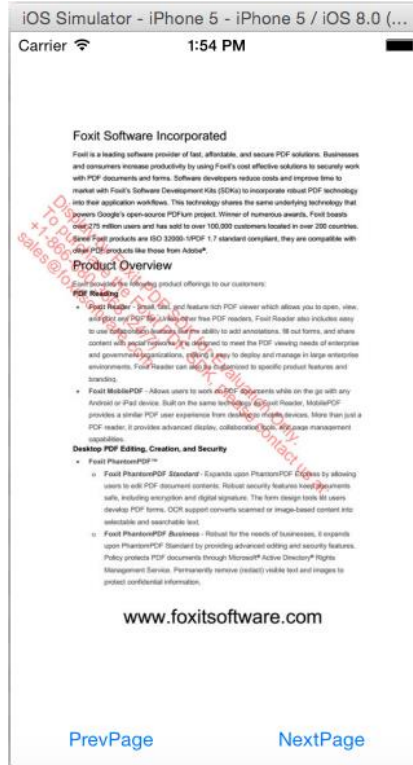 iOS Simulator - iPhone 5 - iPhone 5 / iOS 8.0 (...
Carrier 1:54 PM
Foxit Software Incorporated
Foxit is a leading software provider of fast, affordable, and secure PDF solutions. Businesses
and consumers increase productivity by using Foxit's cost effective solutions to securely work
with PDF documents and forms. Software developers reduce costs and improve time to
market with Foxit's Software Development Kits (SDKs) to incorporate robust PDF technology
into their application workflows. This technology shares the same underlying technology that
powers Google's open-source PDFium project. Winner of numerous awards, Foxit boasts
over 275 million users and has sold to over 100,000 customers located in over 200 countries.
Since Foxit products are ISO 32000-1/PDF 1.7 standard compliant, they are compatible with
other PDF products like those from Adobe®.
Product Overview
Foxit provides the following product offerings to our customers:
PDF Reading
• Foxit Reader - Small, fast, and feature rich PDF viewer which allows you to open, view,
and print any PDF file. Unlike other free PDF readers, Foxit Reader also includes easy
to use collaboration features like the ability to add annotations, fill out forms, and share
content with social networks. It is designed to meet the PDF viewing needs of enterprise
and government organizations, making it easy to deploy and manage in large enterprise
environments. Foxit Reader can also be customized to specific product features and
branding.
• Foxit MobilePDF - Allows users to work on PDF documents while on the go with any
Android or iPad device. Built on the same technology as Foxit Reader, MobilePDF
provides a similar PDF user experience from desktop to mobile devices. More than just a
PDF reader, it provides advanced display, collaboration tools, and page management
capabilities.
Desktop PDF Editing, Creation, and Security
• Foxit PhantomPDF™
o Foxit PhantomPDF Standard - Expands upon PhantomPDF Express by allowing
users to edit PDF document contents. Robust security features keep documents
safe, including encryption and digital signature. The form design tools let users
develop PDF forms. OCR support converts scanned or image-based content into
selectable and searchable text.
o Foxit PhantomPDF Business - Robust for the needs of businesses, it expands
upon PhantomPDF Standard by providing advanced editing and security features.
Policy protects PDF documents through Microsoft® Active Directory® Rights
Management Service. Permanently remove (redact) visible text and images to
protect confidential information.
www.foxitsoftware.com
PrevPage NextPage